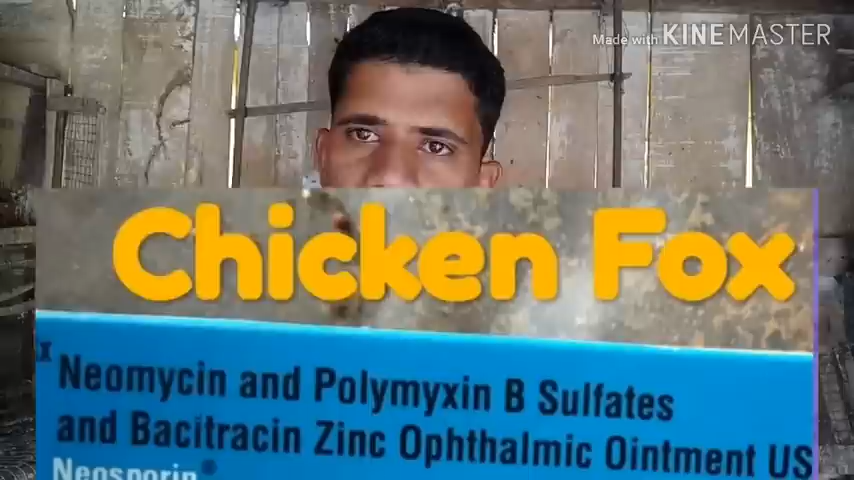 Made with KINEMASTER
Chicken Fox
x
Neomycin and Polymyxin B Sulfates
and Bacitracin Zinc Ophthalmic Ointment US
Neosporin®